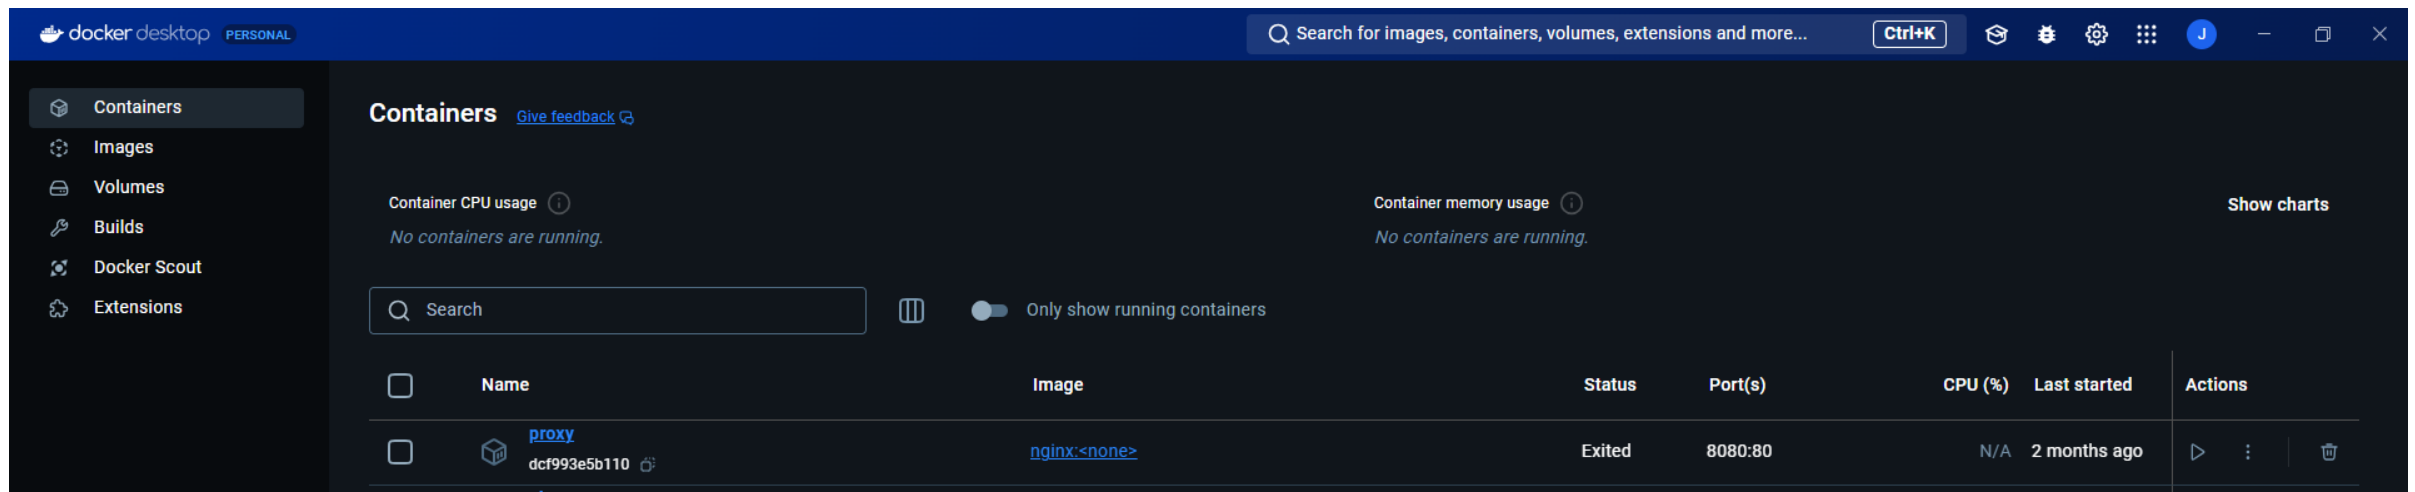 docker desktop PERSONAL
Search for images, containers, volumes, extensions and more... Ctrl+K
J
Containers
Images
Volumes
Builds
Docker Scout
Extensions
Containers Give feedback
Container CPU usage
No containers are running.
Container memory usage
No containers are running.
Show charts
Search
Only show running containers
Name Image Status Port(s) CPU (%) Last started Actions
proxy
dcf993e5b110
nginx:<none> Exited 8080:80 N/A 2 months ago